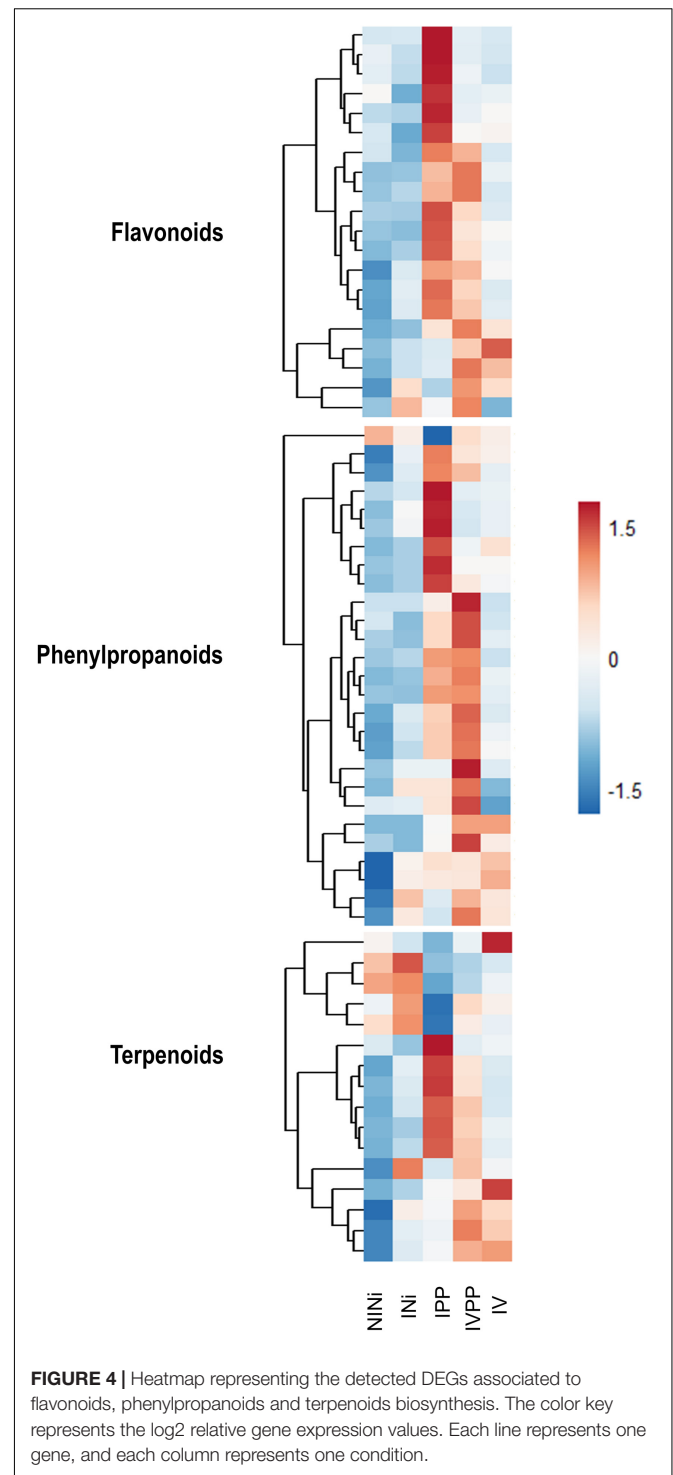 Flavonoids
Phenylpropanoids
Terpenoids
1.5
0
-1.5
NINi
INi
IPP
IVPP
IV
FIGURE 4 | Heatmap representing the detected DEGs associated to
flavonoids, phenylpropanoids and terpenoids biosynthesis. The color key
represents the log2 relative gene expression values. Each line represents one
gene, and each column represents one condition.